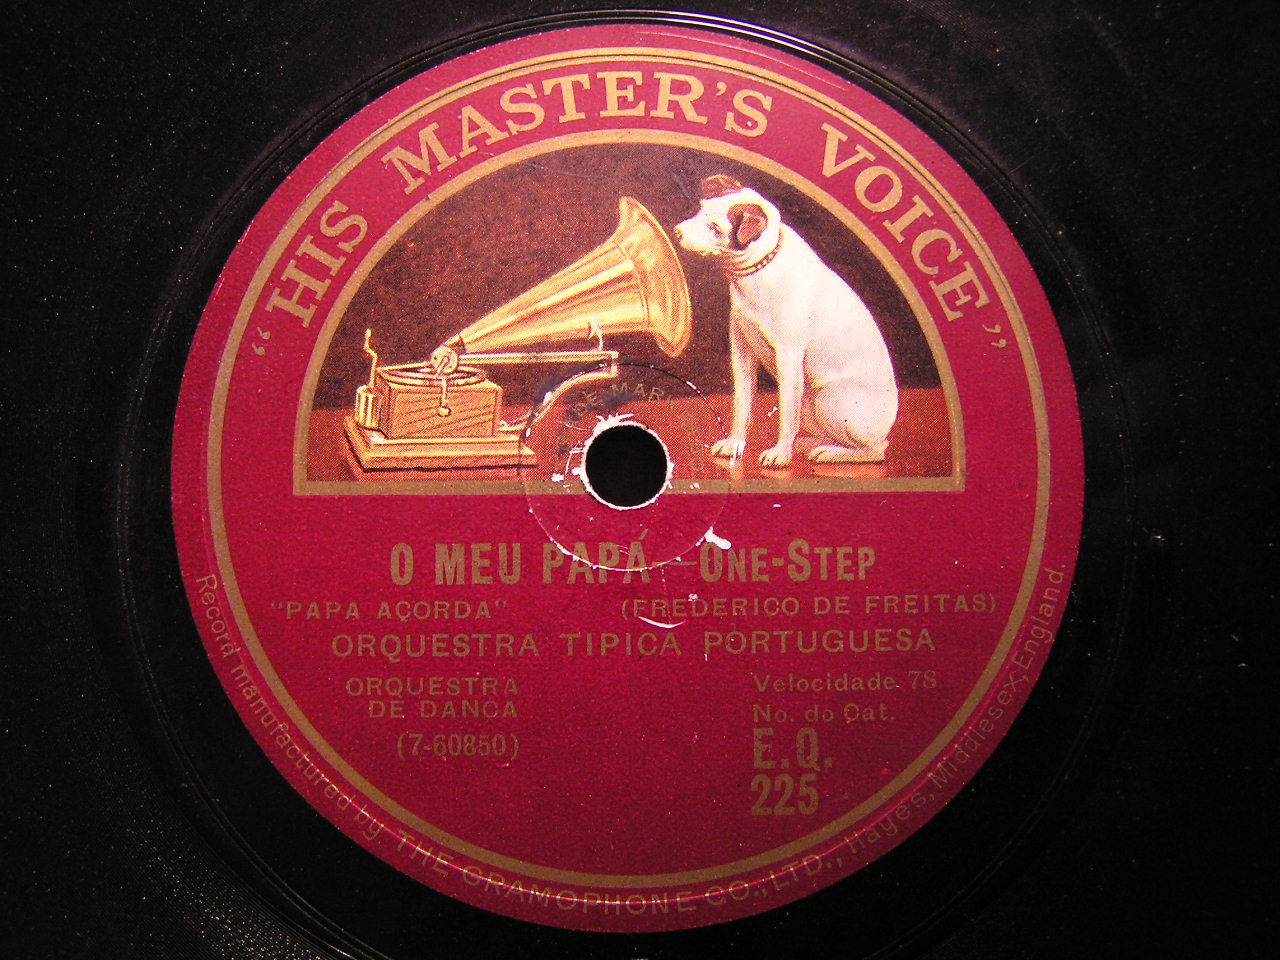 “HIS MASTER'S VOICE”
O MEU PAPÁ—ONE-STEP
"PAPA AÇORDA" (FREDERICO DE FREITAS)
ORQUESTRA TIPICA PORTUGUESA
ORQUESTRA
DE DANCA
(7-60850)
Velocidade 78
No. do Cat.
E.Q.
225
Record manufactured by THE GRAMOPHONE CO., LTD., Hayes, Middlesex, England.